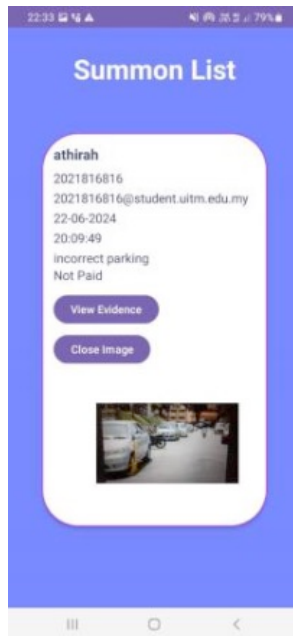 22:33
79%
Summon List
athirah
2021816816
2021816816@student.uitm.edu.my
22-06-2024
20:09:49
incorrect parking
Not Paid
View Evidence
Close Image